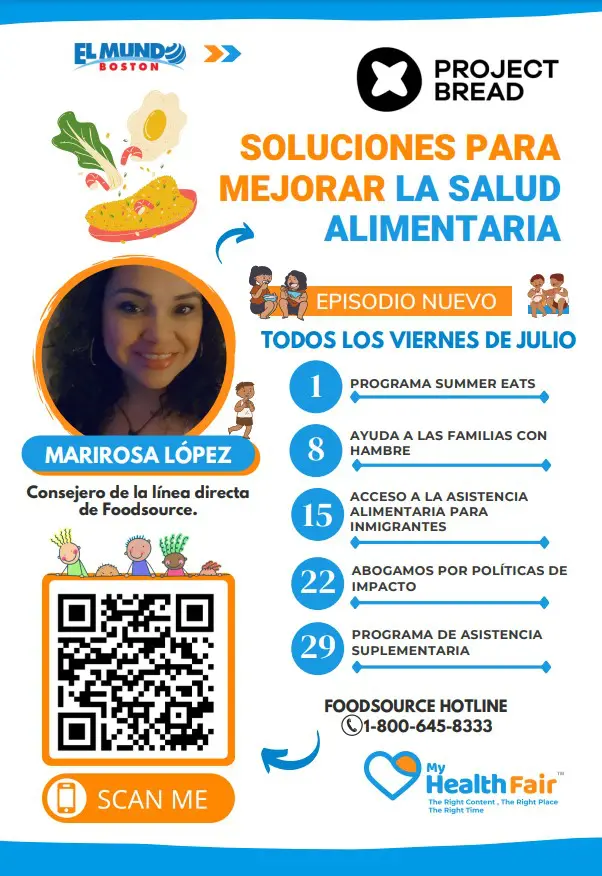 EL MUNDO
BOSTON
PROJECT
BREAD
SOLUCIONES PARA
MEJORAR LA SALUD
ALIMENTARIA
EPISODIO NUEVO
TODOS LOS VIERNES DE JULIO
1
PROGRAMA SUMMER EATS
8
AYUDA A LAS FAMILIAS CON
HAMBRE
15
ACCESO A LA ASISTENCIA
ALIMENTARIA PARA
INMIGRANTES
22
ABOGAMOS POR POLÍTICAS DE
IMPACTO
29
PROGRAMA DE ASISTENCIA
SUPLEMENTARIA
MARIROSA LÓPEZ
Consejero de la línea directa
de Foodsource.
SCAN ME
FOODSOURCE HOTLINE
1-800-645-8333
My
HealthFair™
The Right Content , The Right Place
The Right Time